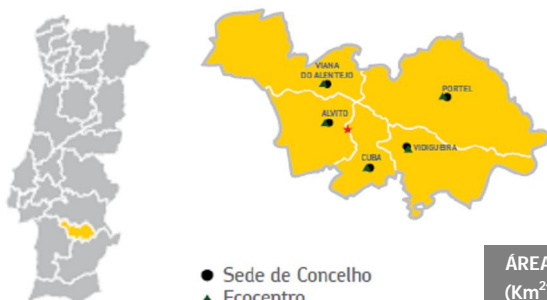 VIANA
DO ALENTEJO
PORTEL
ALVITO
VIDIGUEIRA
CUBA
Sede de Concelho
Ecocentro
ÁREA
(Km²